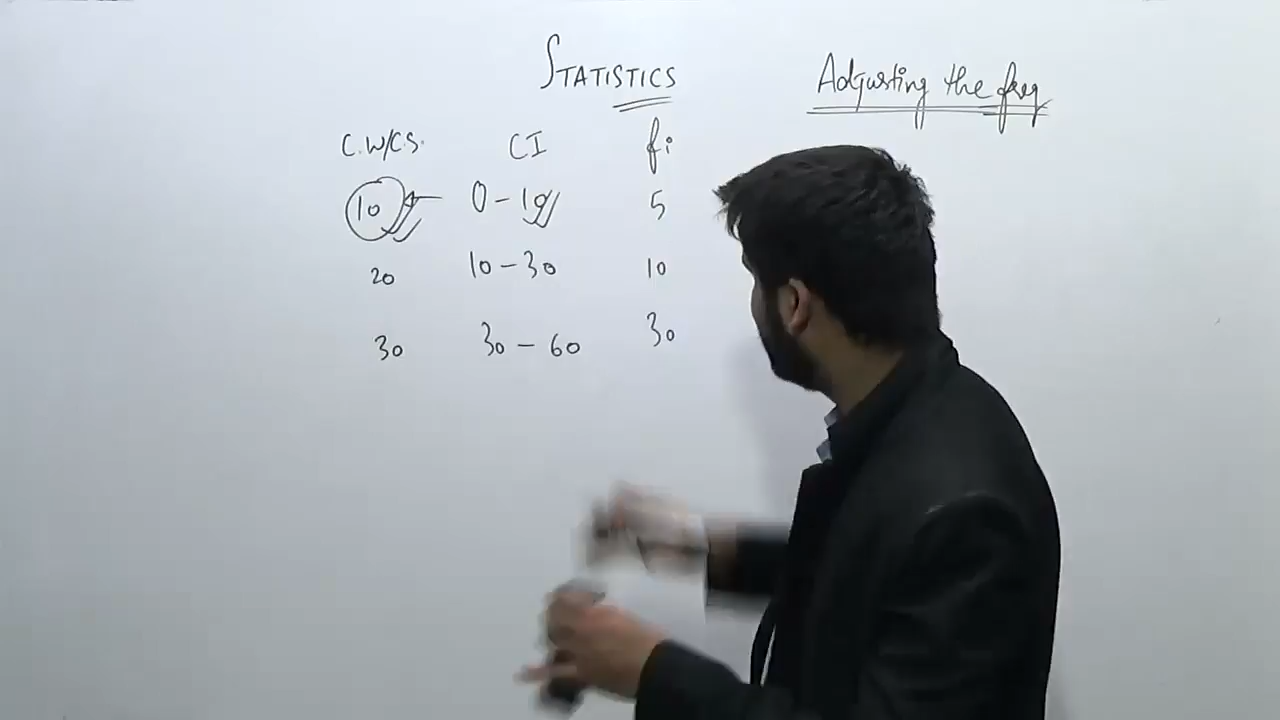 STATISTICS
Adjusting the freq
C.W/C.S. CI fi
10 0-10 5
20 10-30 10
30 30-60 30